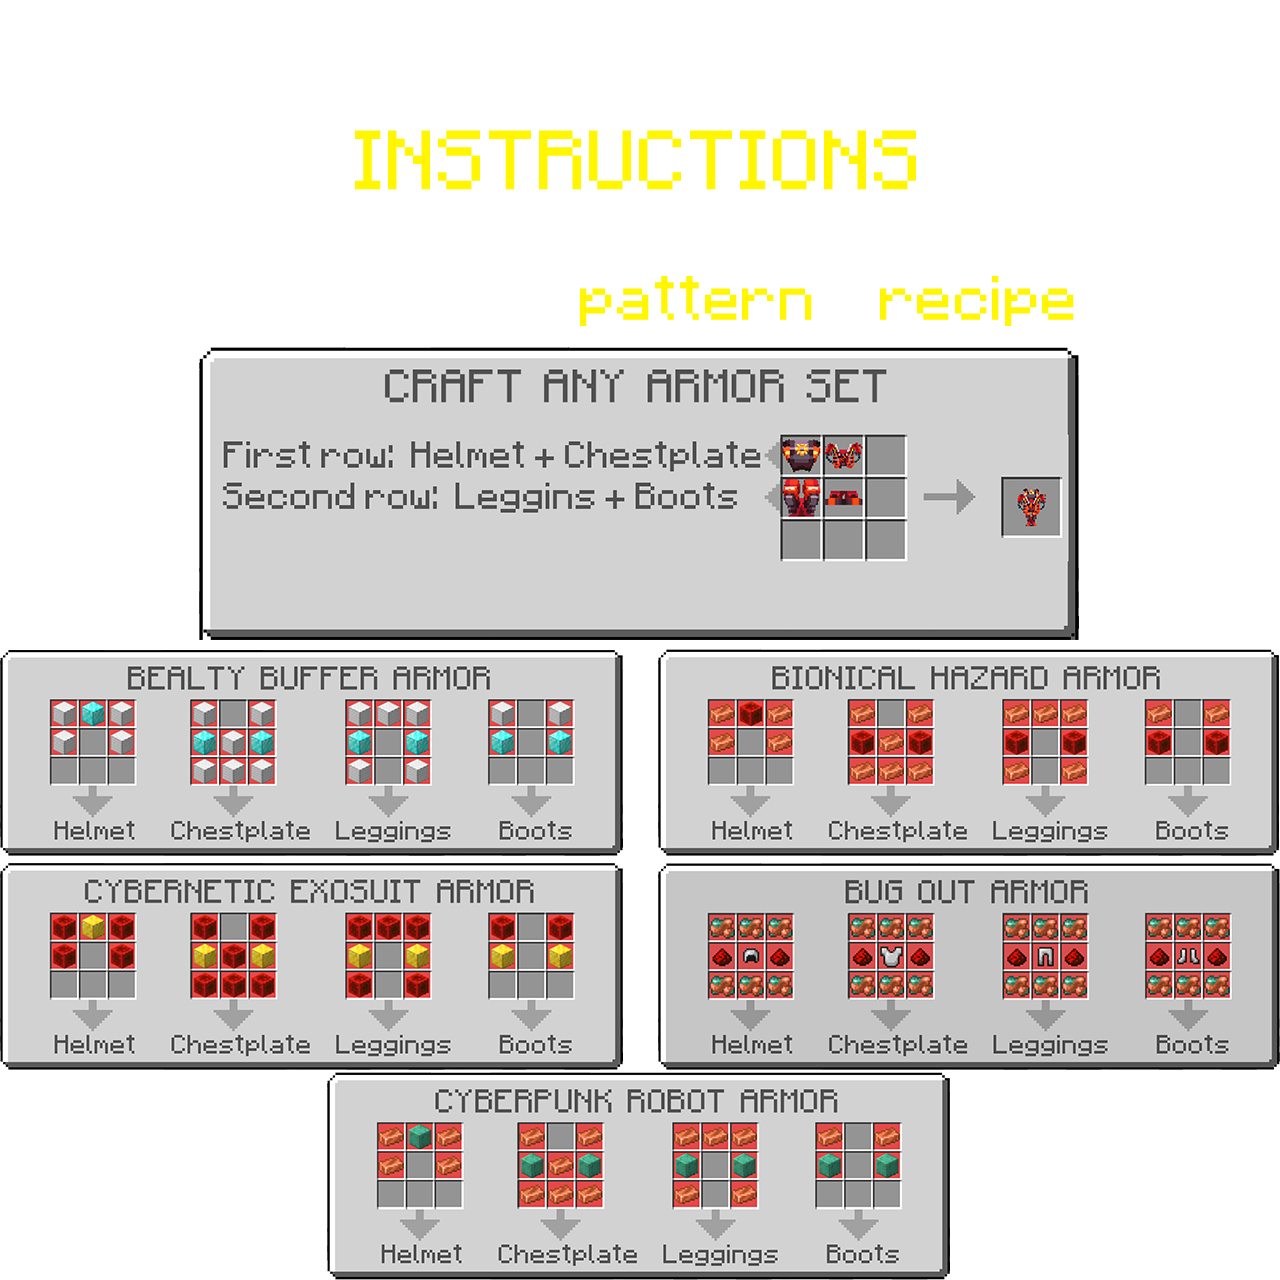 INSTRUCTIONS
pattern recipe
CRAFT ANY ARMOR SET
First row: Helmet + Chestplate
Second row: Leggins + Boots
BEALTY BUFFER ARMOR
Helmet Chestplate Leggings Boots
BIONICAL HAZARD ARMOR
Helmet Chestplate Leggings Boots
CYBERNETIC EXOSUIT ARMOR
Helmet Chestplate Leggings Boots
BUG OUT ARMOR
Helmet Chestplate Leggings Boots
CYBERPUNK ROBOT ARMOR
Helmet Chestplate Leggings Boots